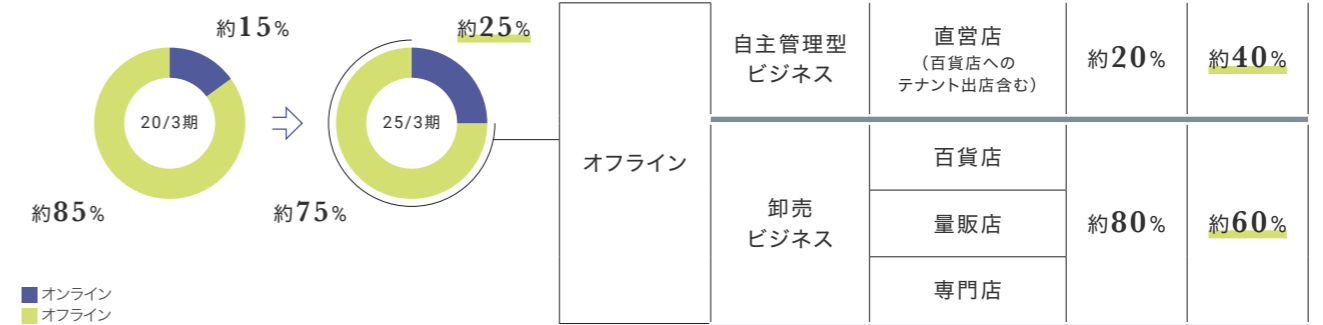 約15%
20/3期
約85%
約25%
25/3期
約75%
オンライン
オフライン
オフライン
自主管理型
ビジネス
直営店
（百貨店への
テナント出店含む）
約20%
約40%
卸売
ビジネス
百貨店
量販店
専門店
約80%
約60%